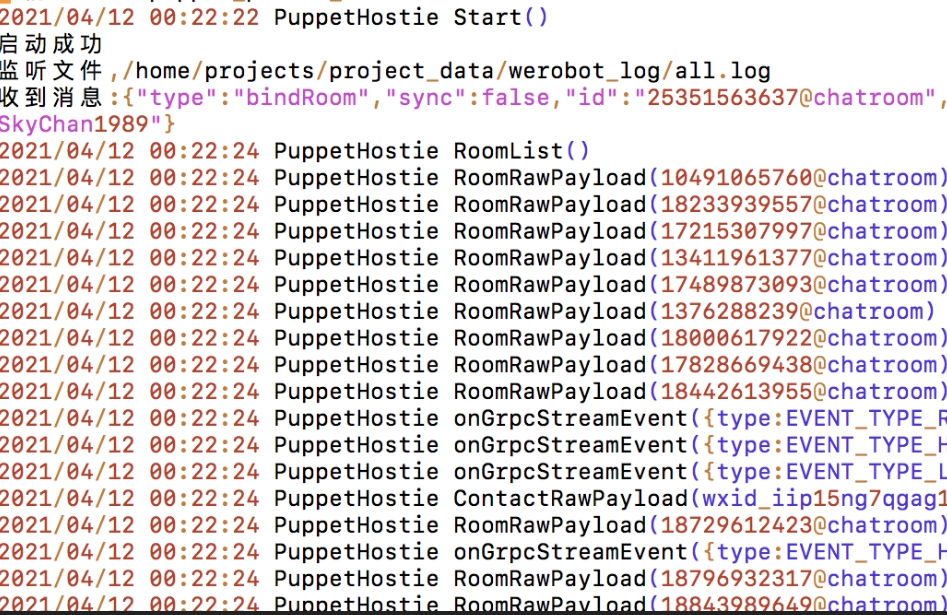 2021/04/12 00:22:22 PuppetHostie Start()
启动成功
监听文件,/home/projects/project_data/werobot_log/all.log
收到消息:{"type":"bindRoom","sync":false,"id":"25351563637@chatroom",
SkyChan1989"}
2021/04/12 00:22:24 PuppetHostie RoomList()
2021/04/12 00:22:24 PuppetHostie RoomRawPayload(10491065760@chatroom)
2021/04/12 00:22:24 PuppetHostie RoomRawPayload(18233939557@chatroom)
2021/04/12 00:22:24 PuppetHostie RoomRawPayload(17215307997@chatroom)
2021/04/12 00:22:24 PuppetHostie RoomRawPayload(13411961377@chatroom)
2021/04/12 00:22:24 PuppetHostie RoomRawPayload(17489873093@chatroom)
2021/04/12 00:22:24 PuppetHostie RoomRawPayload(1376288239@chatroom)
2021/04/12 00:22:24 PuppetHostie RoomRawPayload(18000617922@chatroom)
2021/04/12 00:22:24 PuppetHostie RoomRawPayload(17828669438@chatroom)
2021/04/12 00:22:24 PuppetHostie RoomRawPayload(18442613955@chatroom)
2021/04/12 00:22:24 PuppetHostie onGrpcStreamEvent({type:EVENT_TYPE_R
2021/04/12 00:22:24 PuppetHostie onGrpcStreamEvent({type:EVENT_TYPE_H
2021/04/12 00:22:24 PuppetHostie onGrpcStreamEvent({type:EVENT_TYPE_L
2021/04/12 00:22:24 PuppetHostie ContactRawPayload(wxid_iip15ng7qgag1
2021/04/12 00:22:24 PuppetHostie RoomRawPayload(18729612423@chatroom)
2021/04/12 00:22:24 PuppetHostie onGrpcStreamEvent({type:EVENT_TYPE_H
2021/04/12 00:22:24 PuppetHostie RoomRawPayload(18796932317@chatroom)
2021/04/12 00:22:24 PuppetHostie RoomRawPayload(18843989649@chatroom)